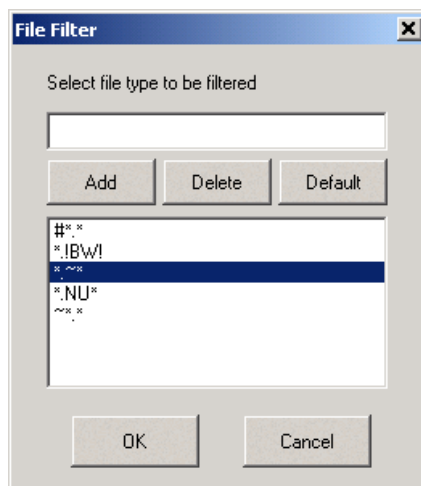 File Filter
Select file type to be filtered
Add Delete Default
#*.*
*.!BW!
*.~*
*.NU*
~*.*
OK Cancel